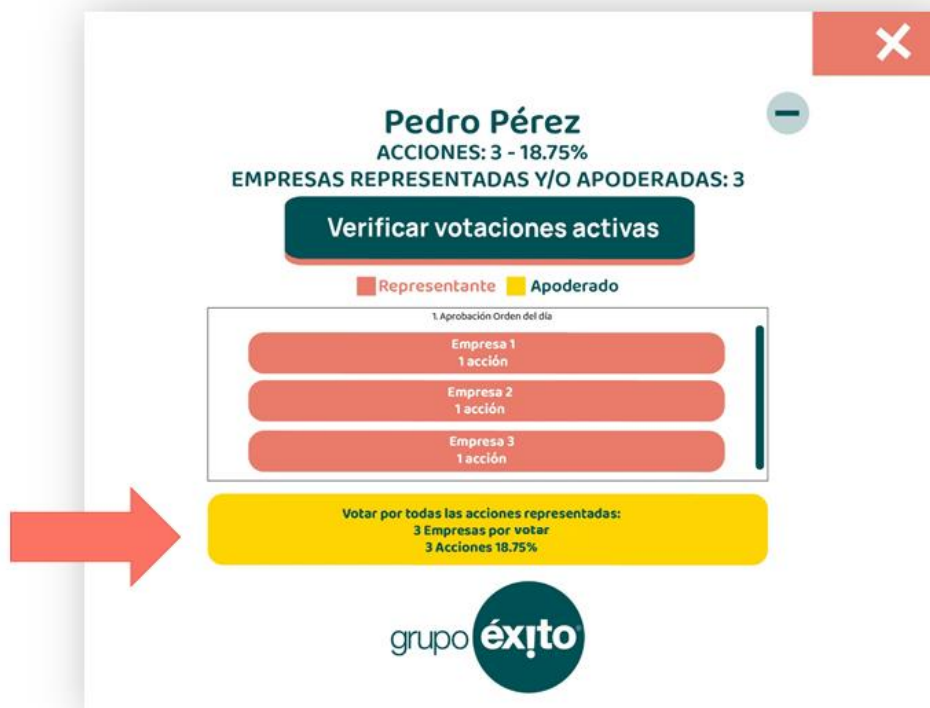 Pedro Pérez
ACCIONES: 3 - 18.75%
EMPRESAS REPRESENTADAS Y/O APODERADAS: 3
Verificar votaciones activas
Representante Apoderado
1. Aprobación Orden del día
Empresa 1
1 acción
Empresa 2
1 acción
Empresa 3
1 acción
Votar por todas las acciones representadas:
3 Empresas por votar
3 Acciones 18.75%
grupo éxito